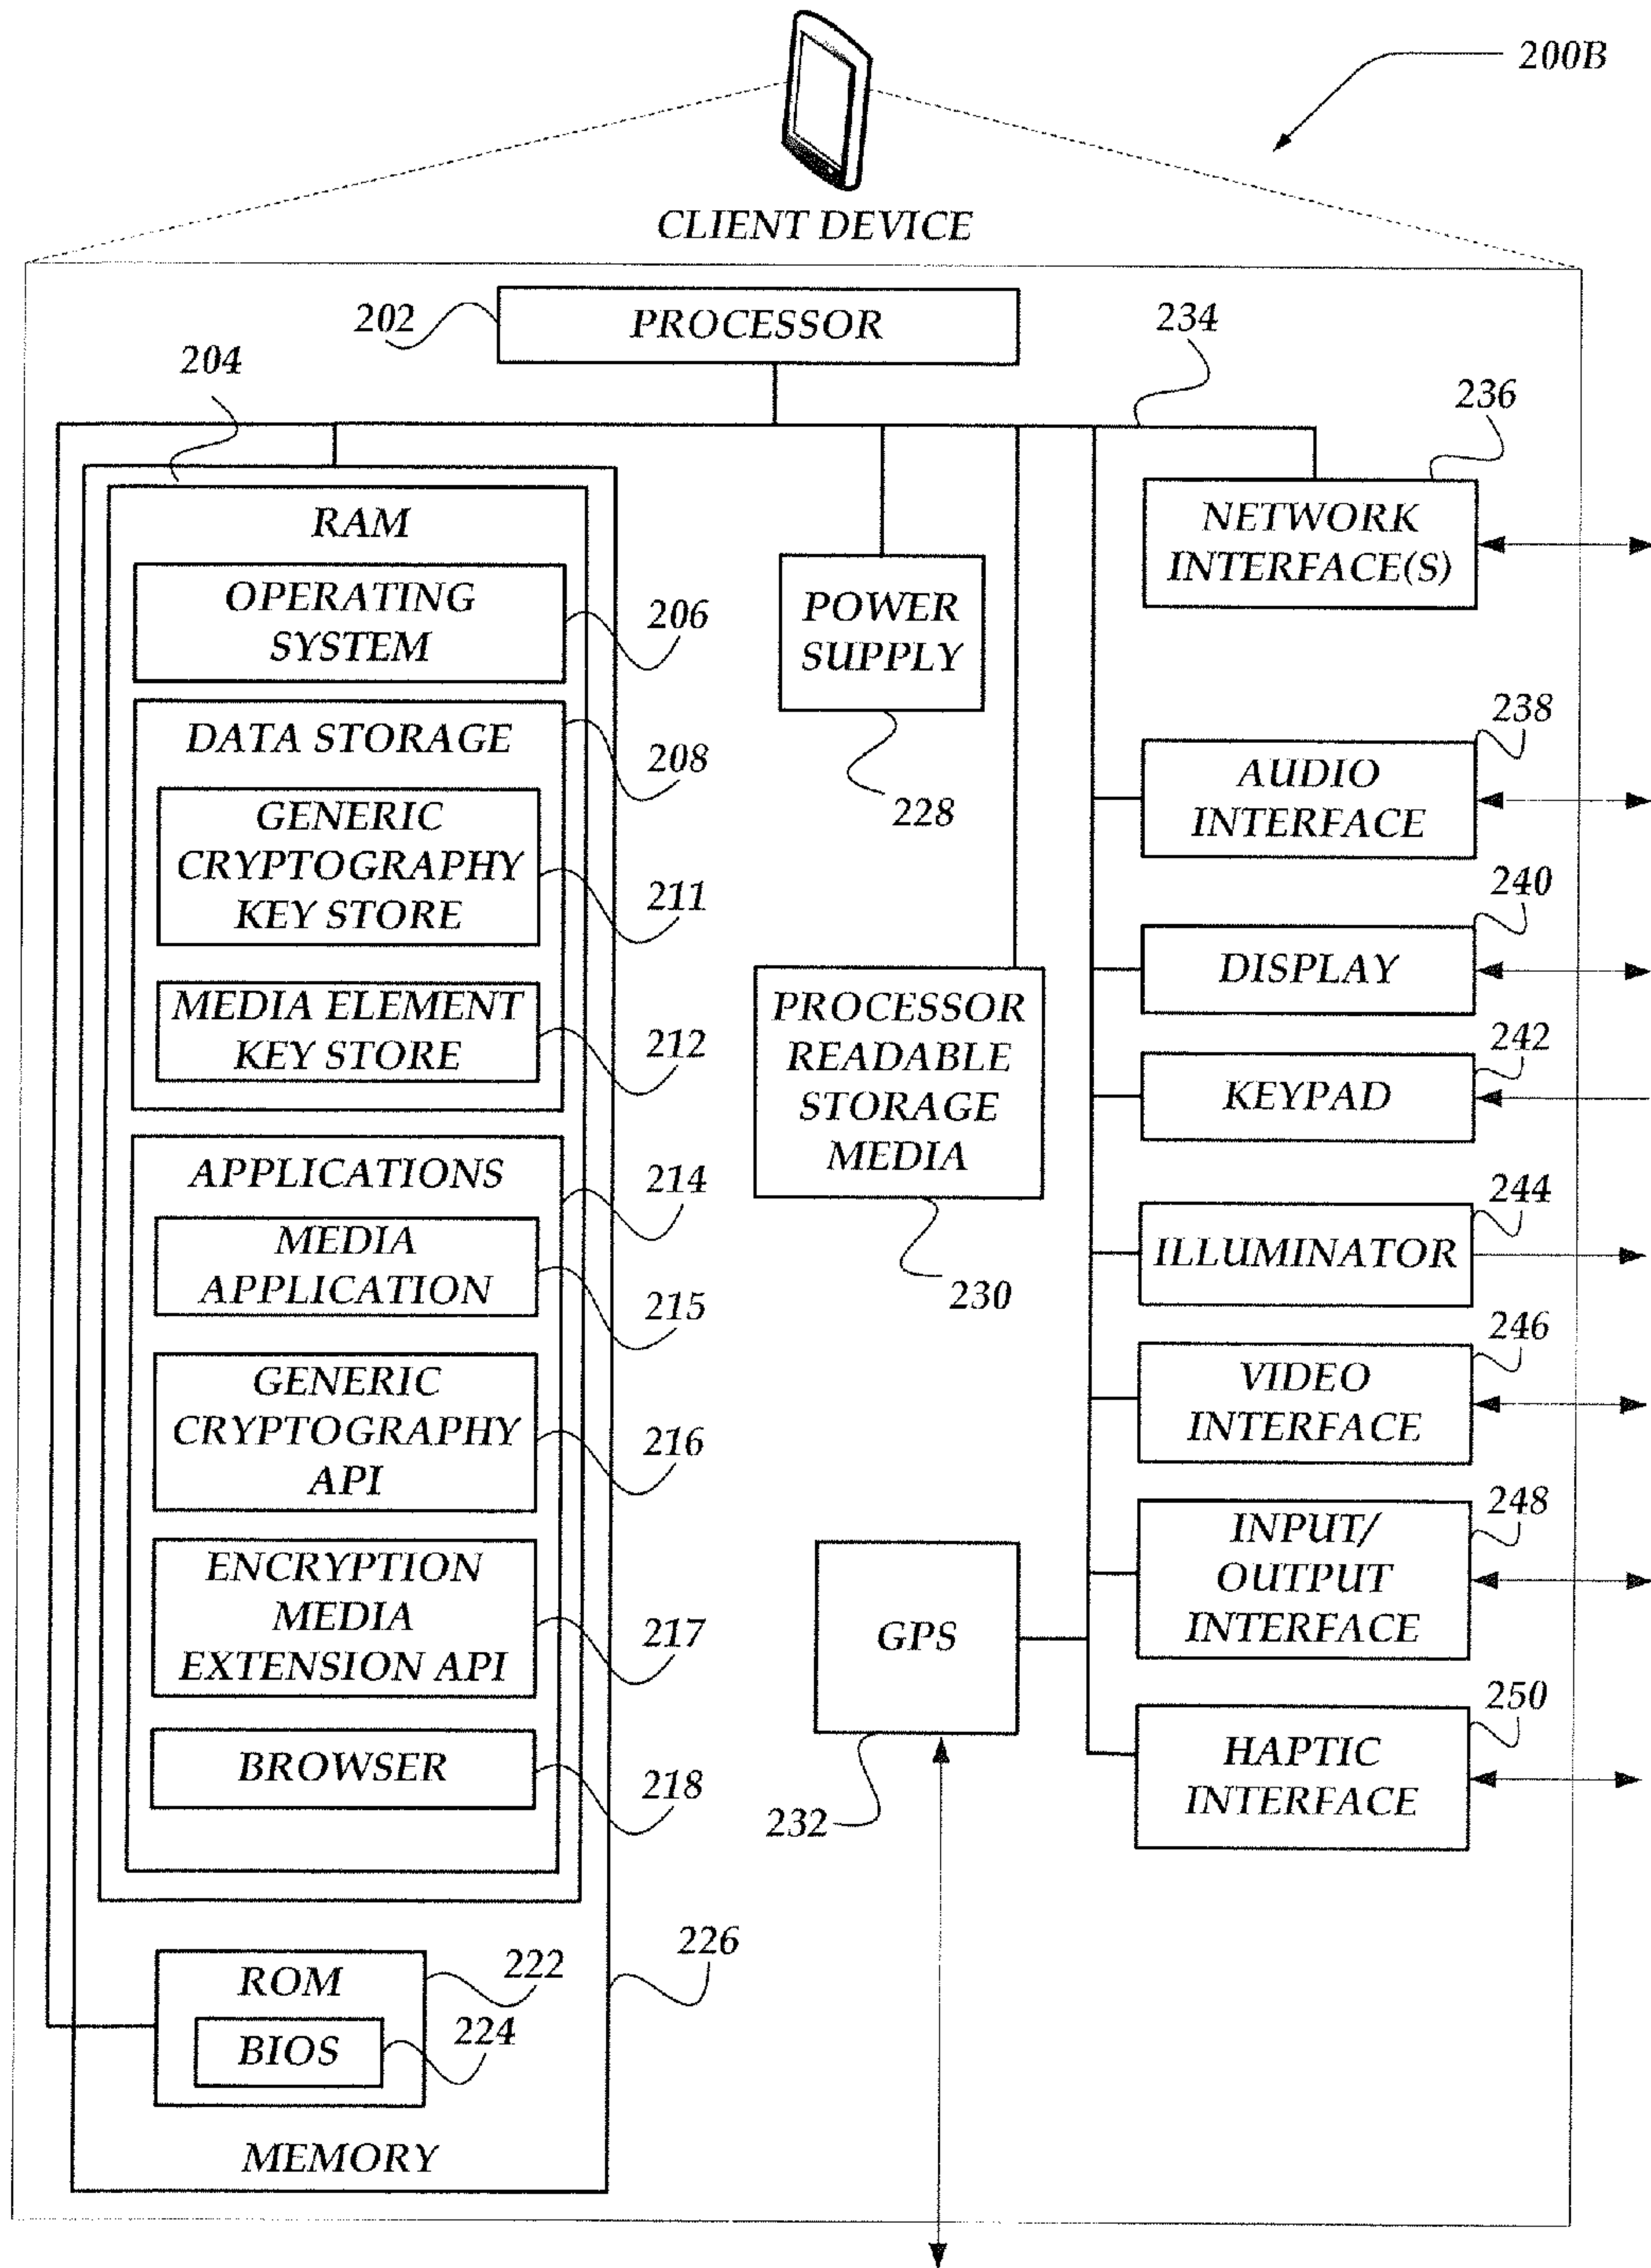 200B
CLIENT DEVICE
202
PROCESSOR
234
204
236
RAM
OPERATING
SYSTEM
206
DATA STORAGE
208
GENERIC
CRYPTOGRAPHY
KEY STORE
211
MEDIA ELEMENT
KEY STORE
212
APPLICATIONS
214
MEDIA
APPLICATION
215
GENERIC
CRYPTOGRAPHY
API
216
ENCRYPTION
MEDIA
EXTENSION API
217
BROWSER
218
ROM
222
BIOS
224
226
MEMORY
POWER
SUPPLY
228
PROCESSOR
READABLE
STORAGE
MEDIA
230
GPS
232
NETWORK
INTERFACE(S)
238
AUDIO
INTERFACE
240
DISPLAY
242
KEYPAD
244
ILLUMINATOR
246
VIDEO
INTERFACE
248
INPUT/
OUTPUT
INTERFACE
250
HAPTIC
INTERFACE